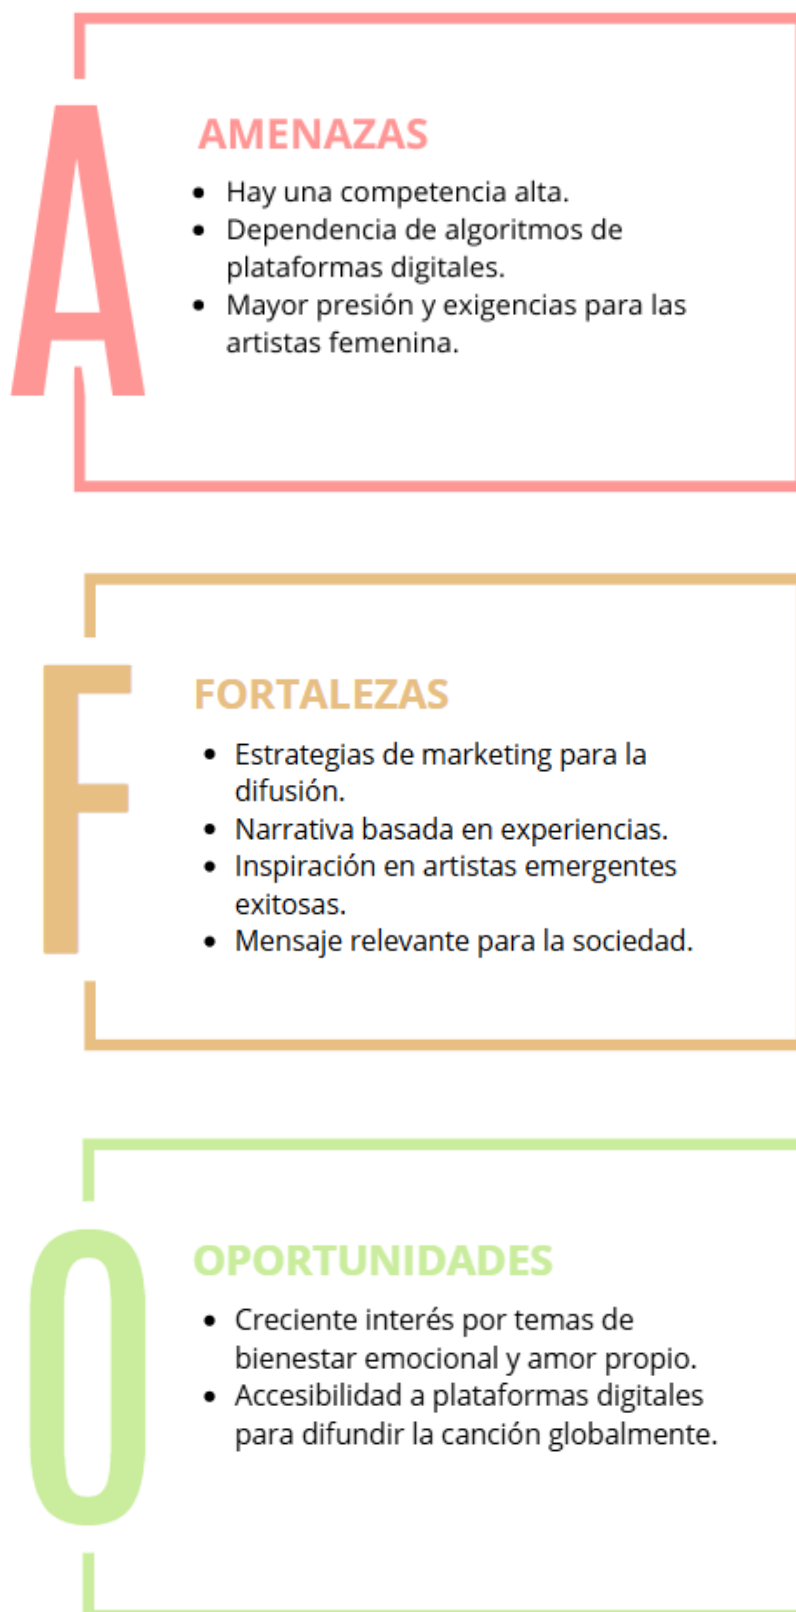 A
AMENAZAS
• Hay una competencia alta.
• Dependencia de algoritmos de
plataformas digitales.
• Mayor presión y exigencias para las
artistas femenina.
F
FORTALEZAS
• Estrategias de marketing para la
difusión.
• Narrativa basada en experiencias.
• Inspiración en artistas emergentes
exitosas.
• Mensaje relevante para la sociedad.
O
OPORTUNIDADES
• Creciente interés por temas de
bienestar emocional y amor propio.
• Accesibilidad a plataformas digitales
para difundir la canción globalmente.